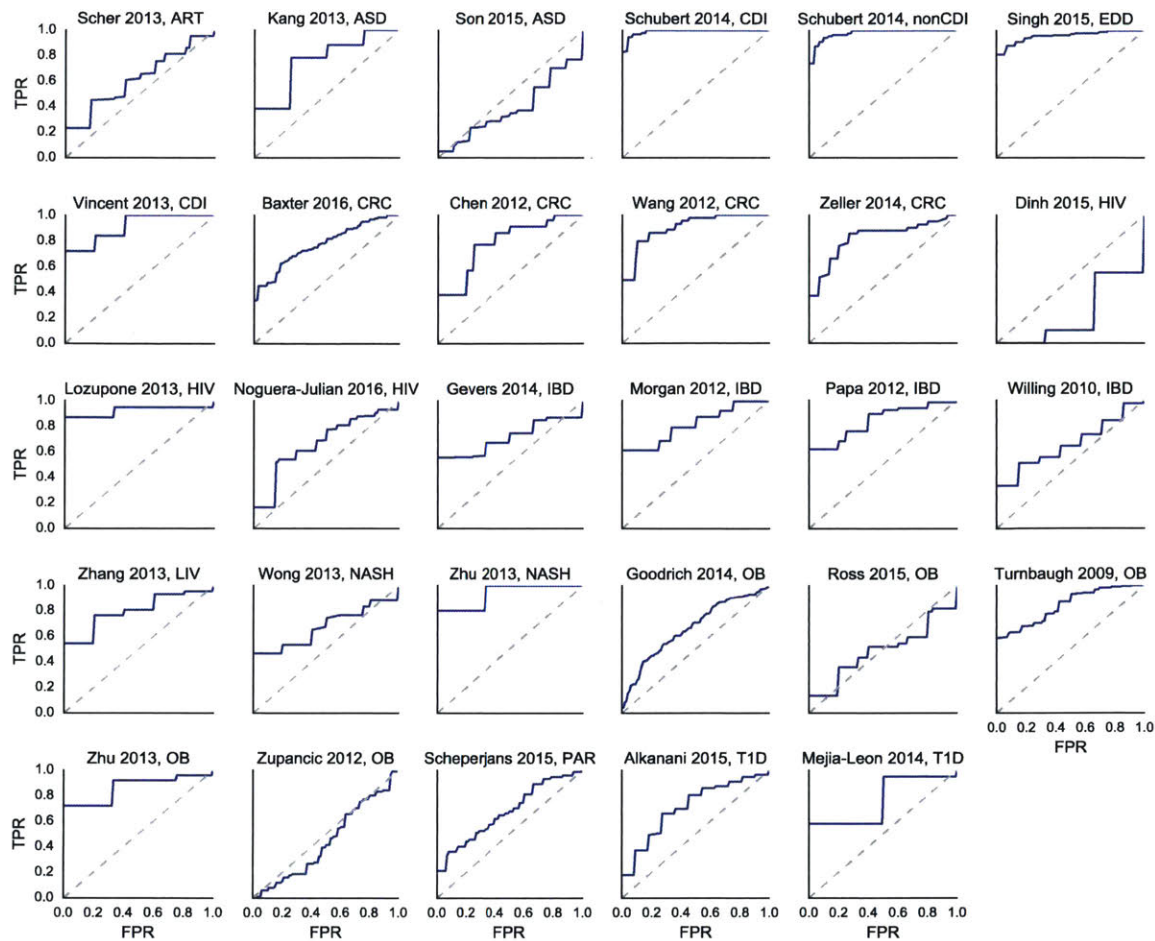 Scher 2013, ART
Kang 2013, ASD
Son 2015, ASD
Schubert 2014, CDI
Schubert 2014, nonCDI
Singh 2015, EDD
TPR
1.0
0.8
0.6
0.4
0.2
0.0
Vincent 2013, CDI
Baxter 2016, CRC
Chen 2012, CRC
Wang 2012, CRC
Zeller 2014, CRC
Dinh 2015, HIV
TPR
1.0
0.8
0.6
0.4
0.2
0.0
Lozupone 2013, HIV
Noguera-Julian 2016, HIV
Gevers 2014, IBD
Morgan 2012, IBD
Papa 2012, IBD
Willing 2010, IBD
TPR
1.0
0.8
0.6
0.4
0.2
0.0
Zhang 2013, LIV
Wong 2013, NASH
Zhu 2013, NASH
Goodrich 2014, OB
Ross 2015, OB
Turnbaugh 2009, OB
TPR
1.0
0.8
0.6
0.4
0.2
0.0
0.0 0.2 0.4 0.6 0.8 1.0
FPR
Zhu 2013, OB
Zupancic 2012, OB
Scheperjans 2015, PAR
Alkanani 2015, T1D
Mejia-Leon 2014, T1D
TPR
1.0
0.8
0.6
0.4
0.2
0.0
0.0 0.2 0.4 0.6 0.8 1.0
0.0 0.2 0.4 0.6 0.8 1.0
0.0 0.2 0.4 0.6 0.8 1.0
0.0 0.2 0.4 0.6 0.8 1.0
0.0 0.2 0.4 0.6 0.8 1.0
FPR
FPR
FPR
FPR
FPR